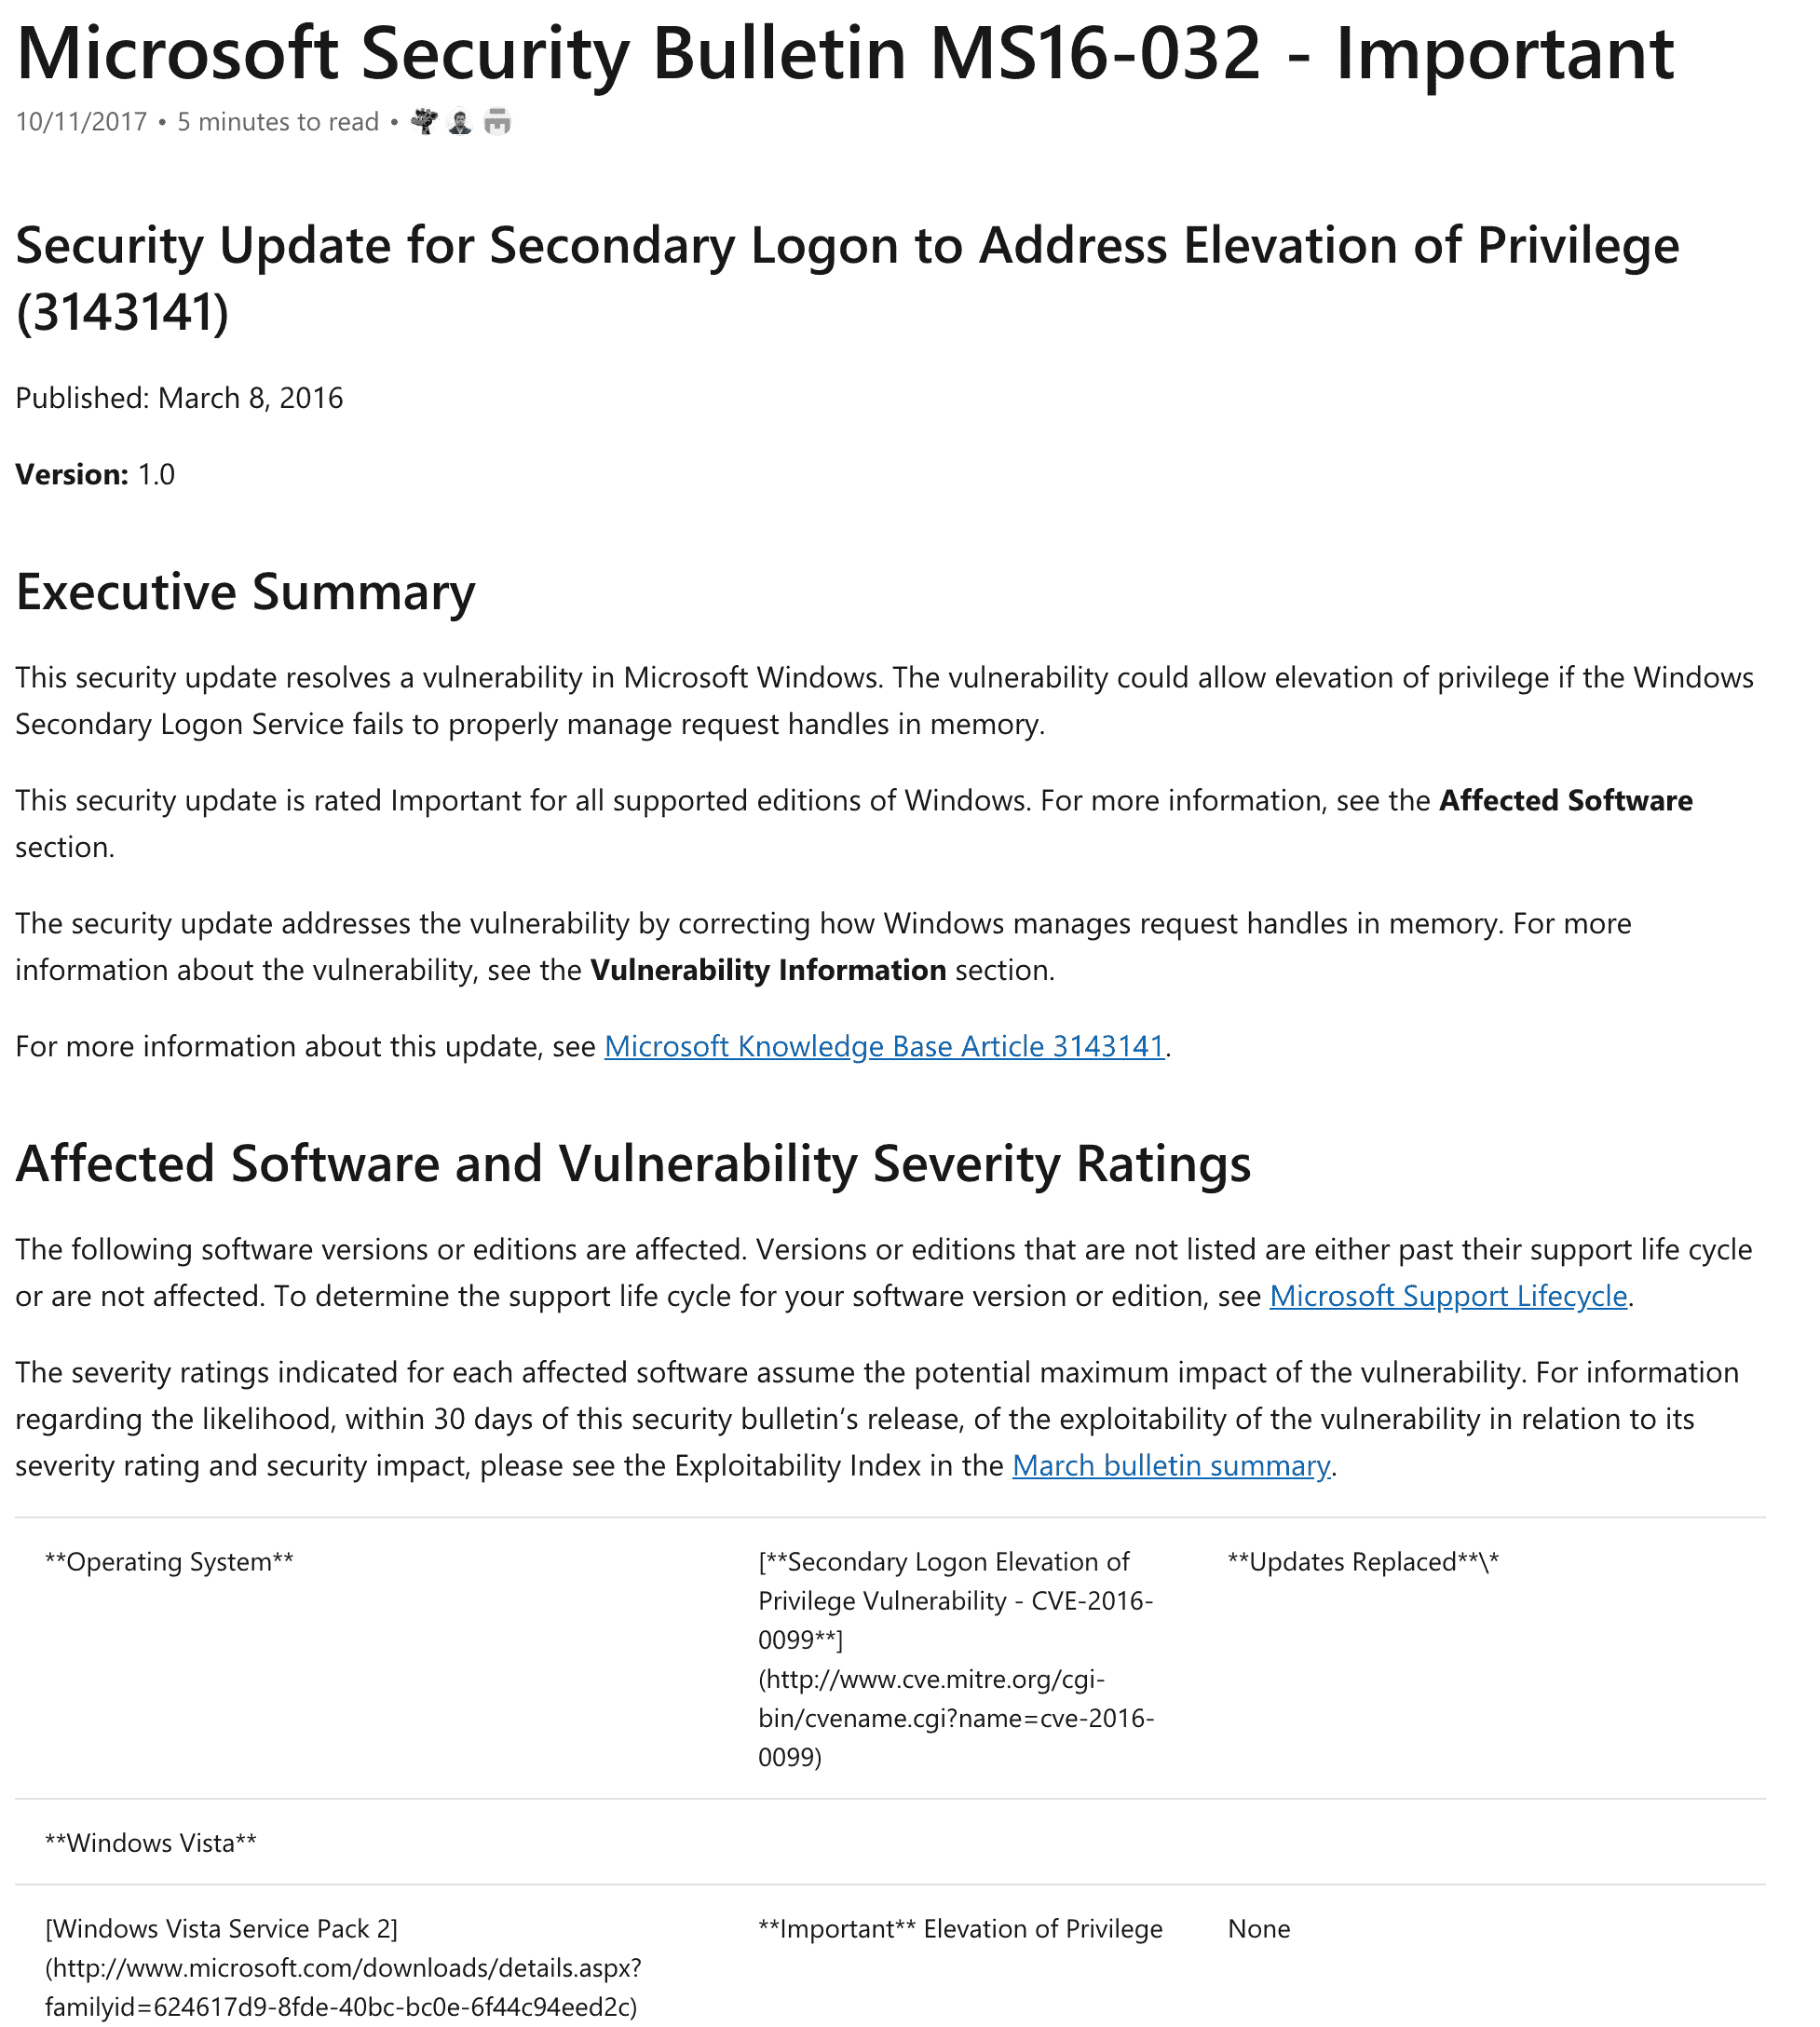 Microsoft Security Bulletin MS16-032 - Important
10/11/2017 • 5 minutes to read •
Security Update for Secondary Logon to Address Elevation of Privilege
(3143141)
Published: March 8, 2016
Version: 1.0
Executive Summary
This security update resolves a vulnerability in Microsoft Windows. The vulnerability could allow elevation of privilege if the Windows
Secondary Logon Service fails to properly manage request handles in memory.
This security update is rated Important for all supported editions of Windows. For more information, see the Affected Software
section.
The security update addresses the vulnerability by correcting how Windows manages request handles in memory. For more
information about the vulnerability, see the Vulnerability Information section.
For more information about this update, see Microsoft Knowledge Base Article 3143141.
Affected Software and Vulnerability Severity Ratings
The following software versions or editions are affected. Versions or editions that are not listed are either past their support life cycle
or are not affected. To determine the support life cycle for your software version or edition, see Microsoft Support Lifecycle.
The severity ratings indicated for each affected software assume the potential maximum impact of the vulnerability. For information
regarding the likelihood, within 30 days of this security bulletin’s release, of the exploitability of the vulnerability in relation to its
severity rating and security impact, please see the Exploitability Index in the March bulletin summary.
**Operating System**
[**Secondary Logon Elevation of
Privilege Vulnerability - CVE-2016-
0099**]
(http://www.cve.mitre.org/cgi-
bin/cvename.cgi?name=cve-2016-
0099)
**Updates Replaced**\*
**Windows Vista**
[Windows Vista Service Pack 2]
(http://www.microsoft.com/downloads/details.aspx?
familyid=624617d9-8fde-40bc-bc0e-6f44c94eed2c)
**Important** Elevation of Privilege
None